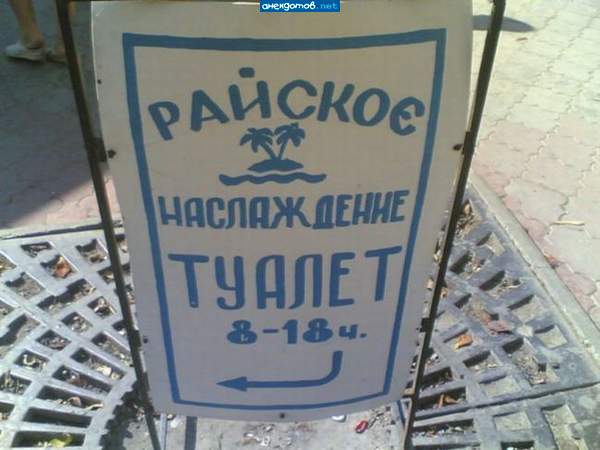 анекдотов.net
РАЙСКОЕ
НАСЛАЖДЕНИЕ
ТУАЛЕТ
8-18ч.